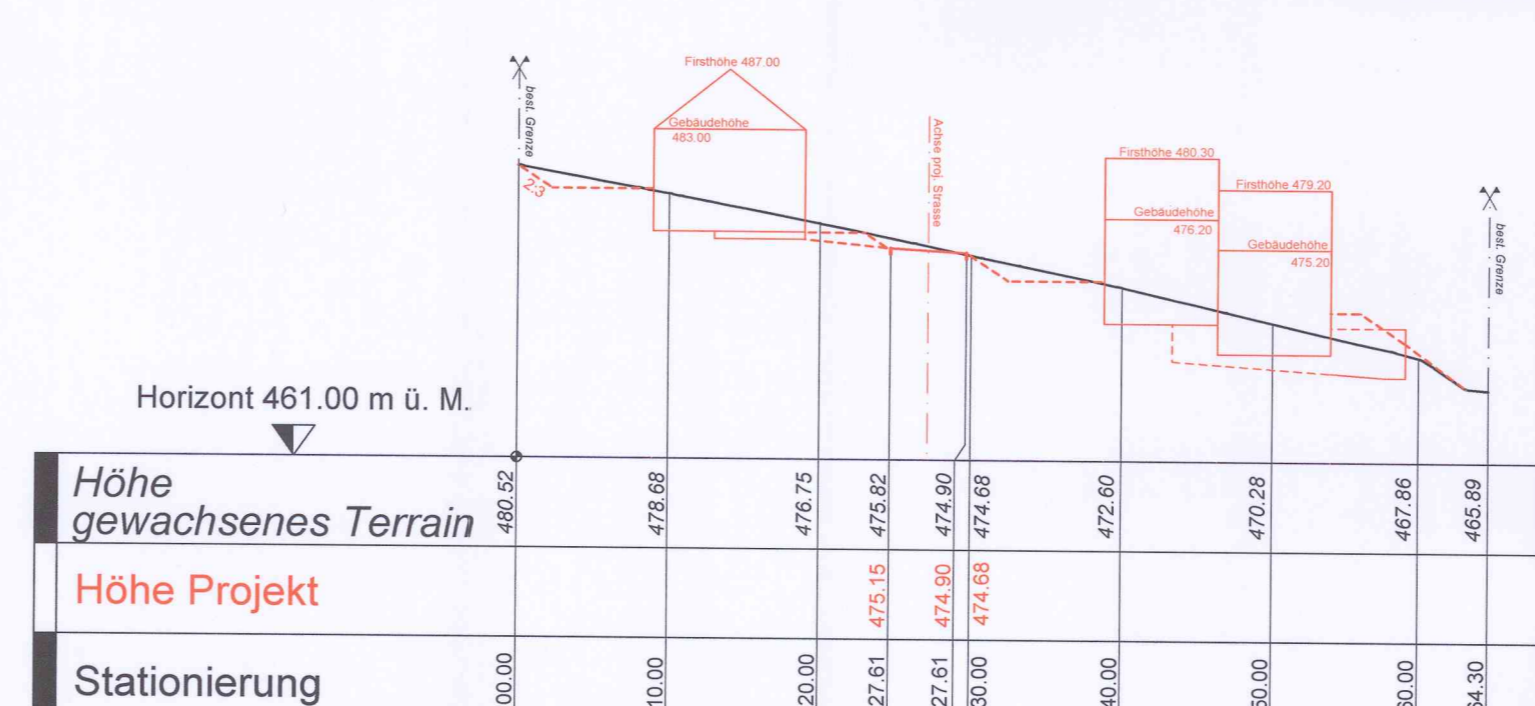 Firsthöhe 487.00
best. Grenze
Gebäudehöhe
483.00
2:3
Achse proj. Strasse
Firsthöhe 480.30
Firsthöhe 479.20
Gebäudehöhe
476.20
Gebäudehöhe
475.20
best. Grenze
Horizont 461.00 m ü. M.
Höhe
gewachsenes Terrain
480.52 478.68 476.75 475.82 474.90 474.68 472.60 470.28 467.86 465.89
Höhe Projekt
475.15 474.90 474.68
Stationierung
00.00 10.00 20.00 27.61 27.61 30.00 40.00 50.00 60.00 64.30